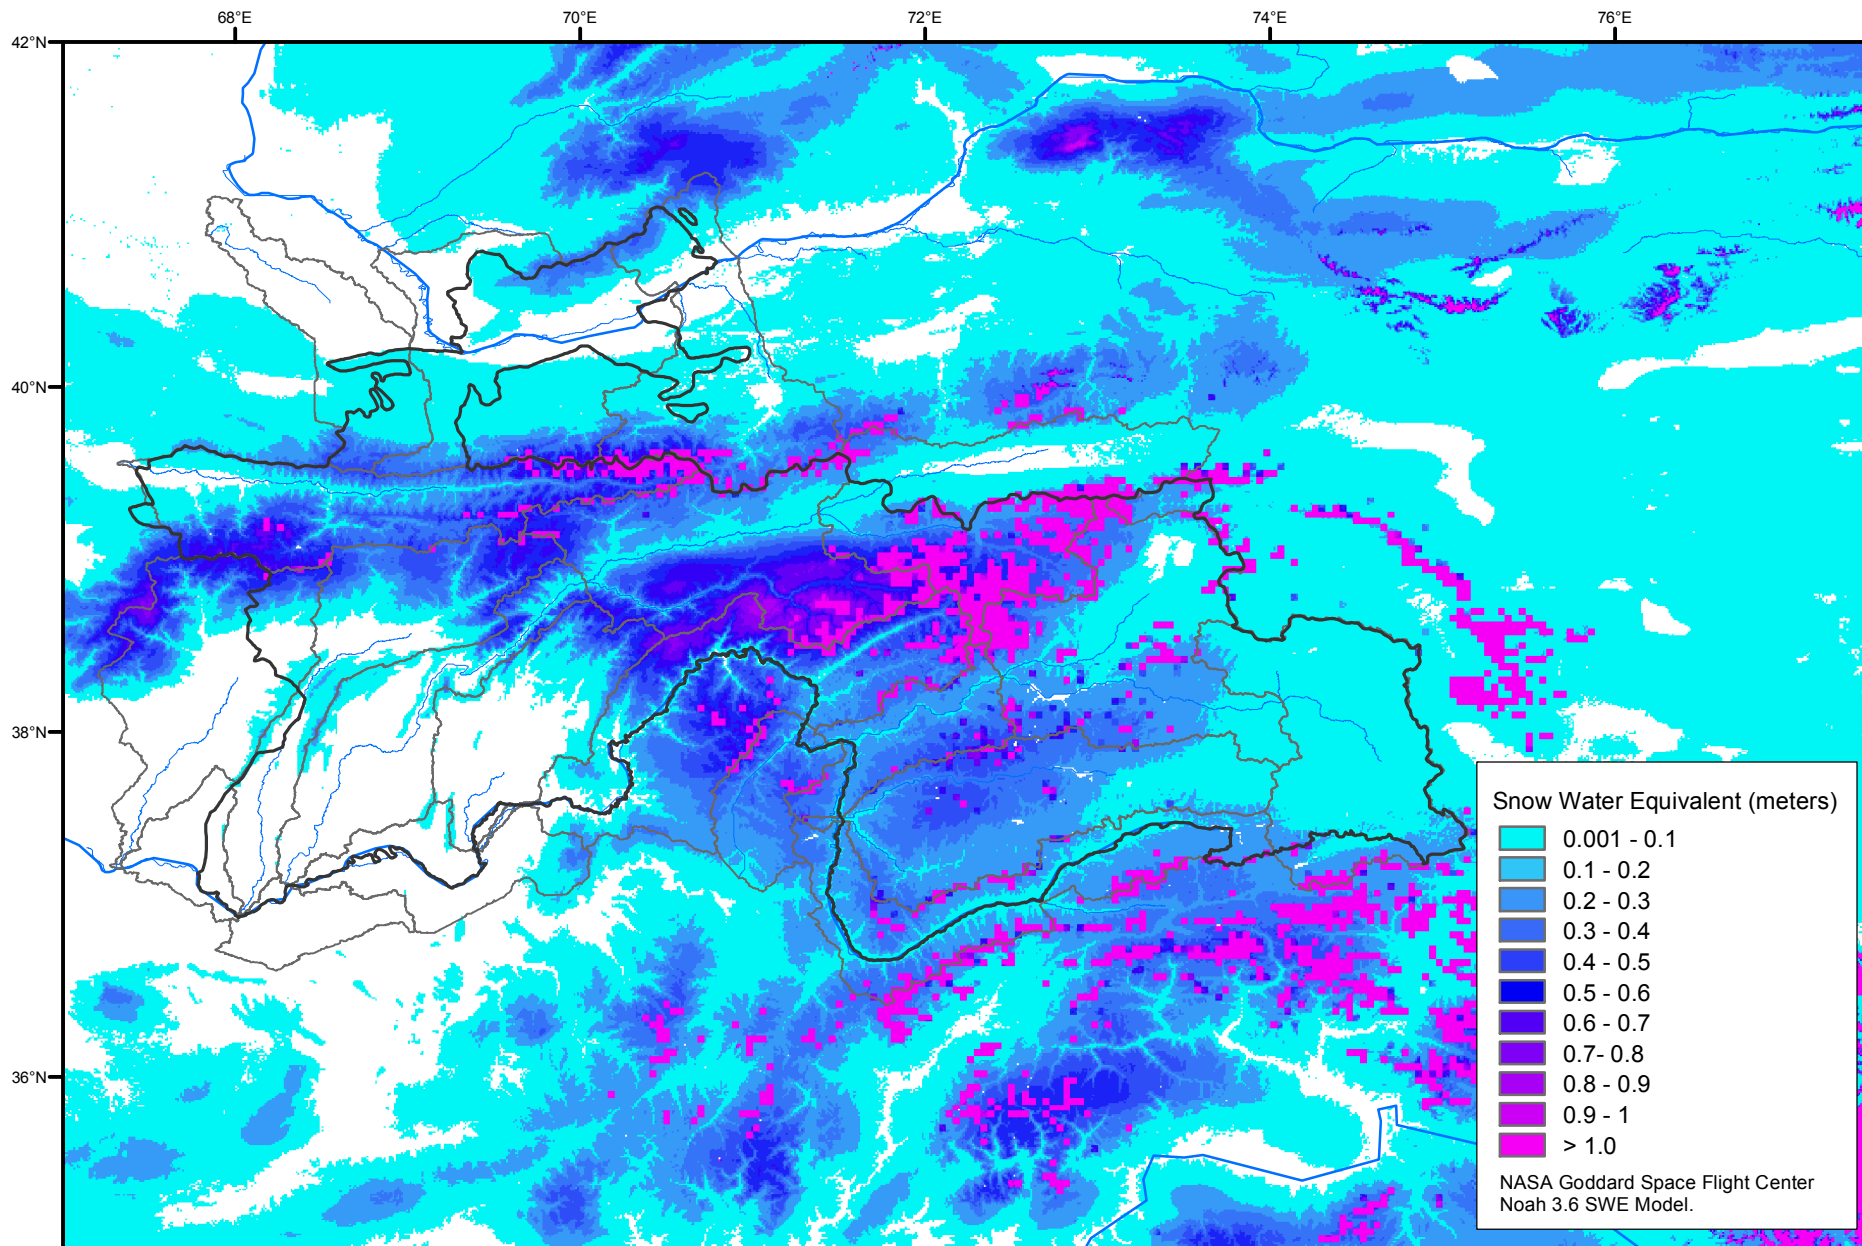 68°E
70°E
72°E
74°E
76°E
42°N
40°N
38°N
36°N
Snow Water Equivalent (meters)
0.001 - 0.1
0.1 - 0.2
0.2 - 0.3
0.3 - 0.4
0.4 - 0.5
0.5 - 0.6
0.6 - 0.7
0.7- 0.8
0.8 - 0.9
0.9 - 1
> 1.0
NASA Goddard Space Flight Center
Noah 3.6 SWE Model.